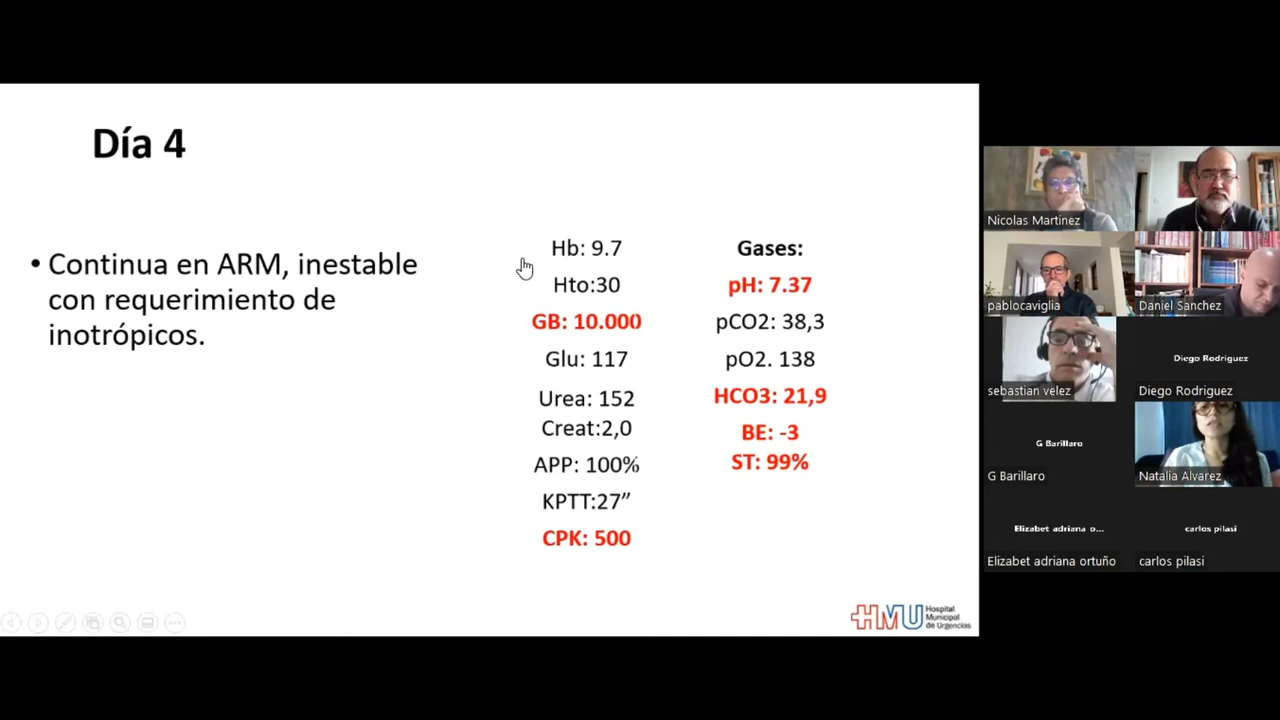 Día 4
• Continua en ARM, inestable
con requerimiento de
inotrópicos.
Hb: 9.7
Hto:30
GB: 10.000
Glu: 117
Urea: 152
Creat:2,0
APP: 100%
KPTT:27”
CPK: 500
Gases:
pH: 7.37
pCO2: 38,3
pO2. 138
HCO3: 21,9
BE: -3
ST: 99%
HMU
Hospital
Municipal
de Urgencias
Nicolas Martinez
pablocaviglia
Daniel Sanchez
sebastian velez
Diego Rodriguez
Diego Rodriguez
G Barillaro
G Barillaro
Natalia Alvarez
Elizabet adriana o...
Elizabet adriana ortuño
carlos pilasi
carlos pilasi